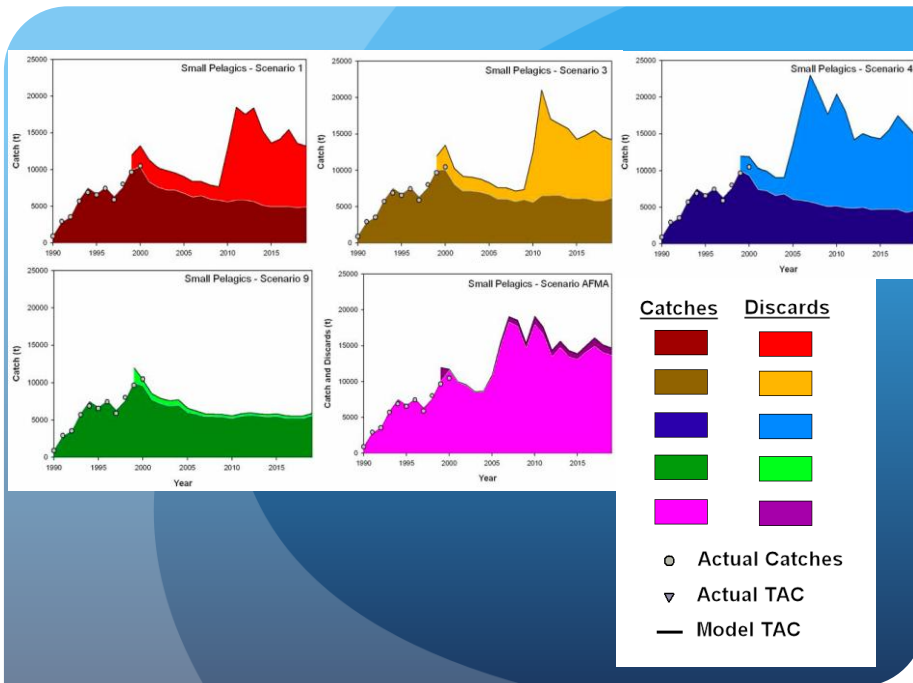 Small Pelagics - Scenario 1
25000
20000
15000
10000
5000
0
Catch (t)
1990 1995 2000 2005 2010 2015
Small Pelagics - Scenario 3
25000
20000
15000
10000
5000
0
Catch (t)
1990 1995 2000 2005 2010 2015
Small Pelagics - Scenario 4
25000
20000
15000
10000
5000
0
Catch (t)
1990 1995 2000 2005 2010 2015
Year
Small Pelagics - Scenario 9
25000
20000
15000
10000
5000
0
Catch (t)
1990 1995 2000 2005 2010 2015
Year
Small Pelagics - Scenario AFMA
25000
20000
15000
10000
5000
0
Catch and Discards (t)
1990 1995 2000 2005 2010 2015
Year
Catches Discards
Actual Catches
Actual TAC
Model TAC